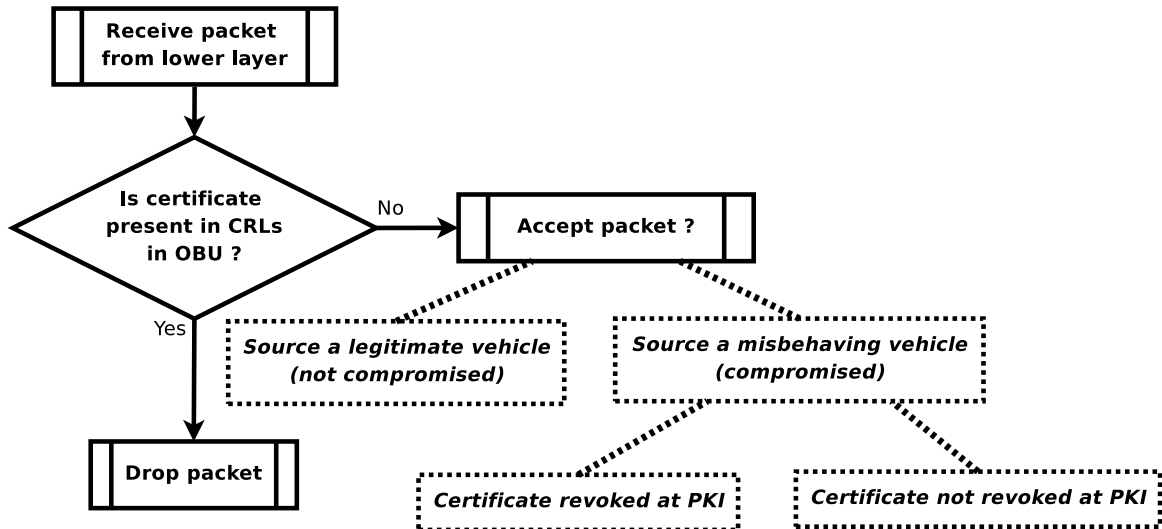 Receive packet
from lower layer
Is certificate
present in CRLs
in OBU ?
No
Accept packet ?
Yes
Source a legitimate vehicle
(not compromised)
Source a misbehaving vehicle
(compromised)
Drop packet
Certificate revoked at PKI
Certificate not revoked at PKI